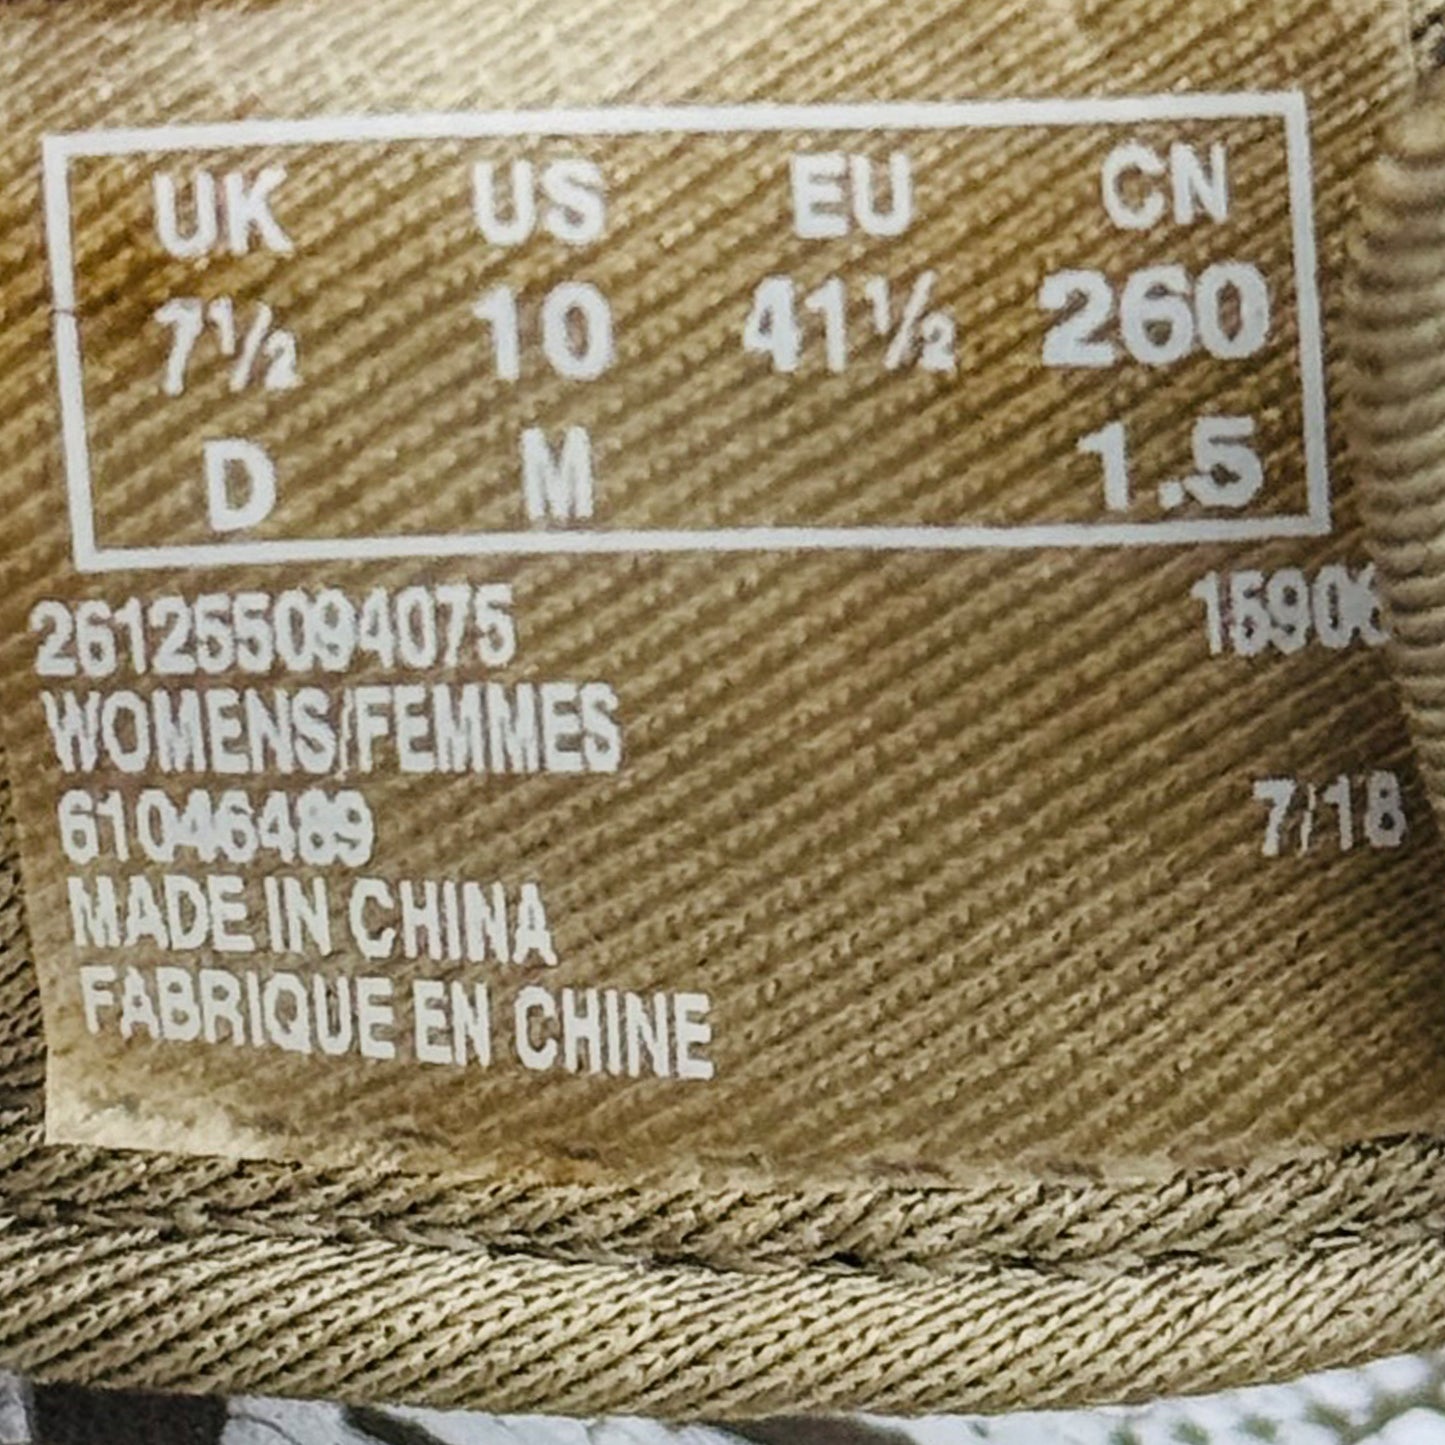 UK US EU CN
7½ 10 41½ 260
D M 1.5
261255094075 15906
WOMENS/FEMMES
61046489 7/18
MADE IN CHINA
FABRIQUE EN CHINE